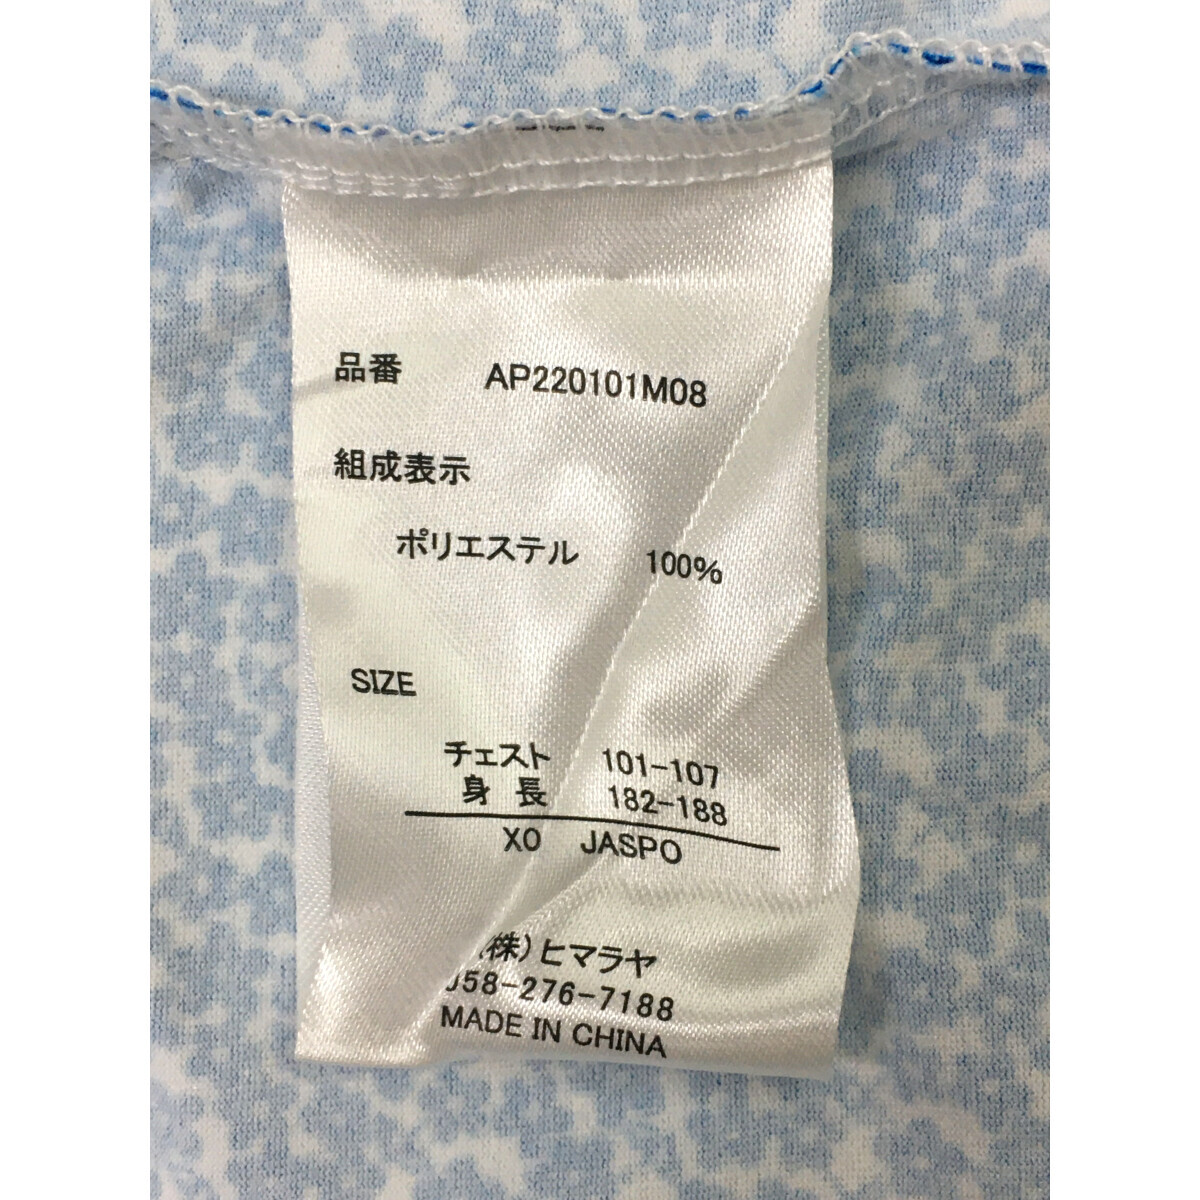 品番 AP220101M08
組成表示
ポリエステル 100%
SIZE
チェスト 101-107
身長 182-188
XO JASPO
(株)ヒマラヤ
058-276-7188
MADE IN CHINA